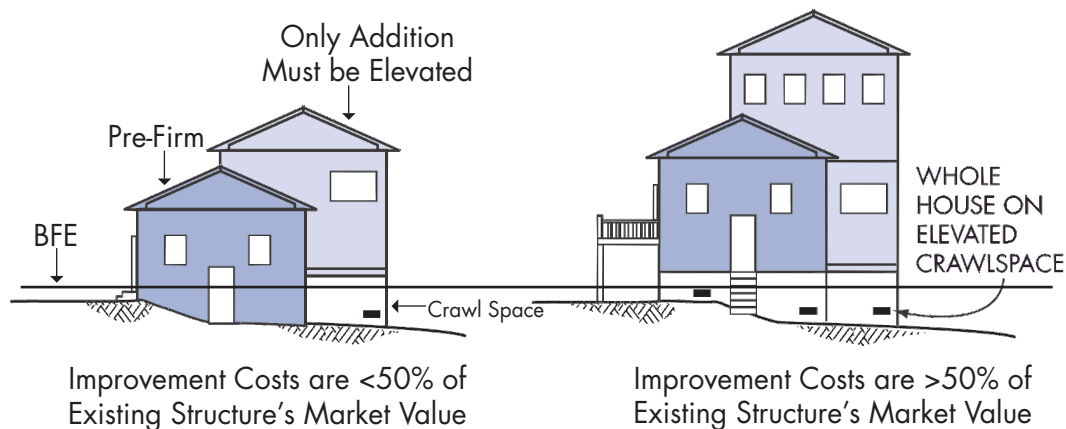 Only Addition
Must be Elevated
Pre-Firm
BFE
Crawl Space
Improvement Costs are <50% of
Existing Structure's Market Value
WHOLE
HOUSE ON
ELEVATED
CRAWLSPACE
Improvement Costs are >50% of
Existing Structure's Market Value